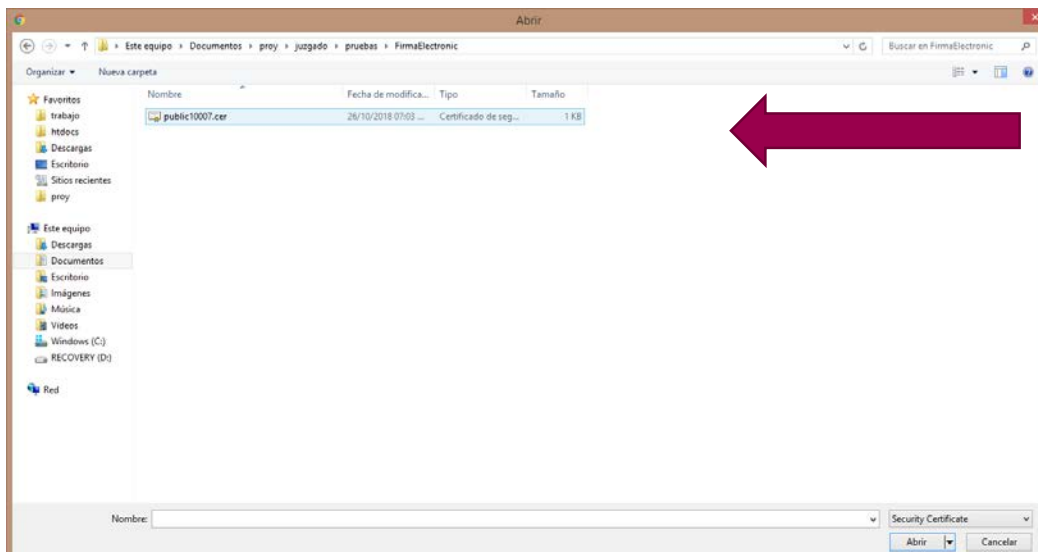 Abrir
Este equipo Documentos proy juzgado pruebas FirmaElectronic
Buscar en FirmaElectronic
Organizar Nueva carpeta
Nombre Fecha de modifica... Tipo Tamaño
public10007.cer 26/10/2018 07:03 ... Certificado de seg... 1 KB
Favoritos
trabajo
htdocs
Descargas
Escritorio
Sitios recientes
proy
Este equipo
Descargas
Documentos
Escritorio
Imágenes
Música
Vídeos
Windows (C:)
RECOVERY (D:)
Red
Nombre:
Security Certificate
Abrir Cancelar